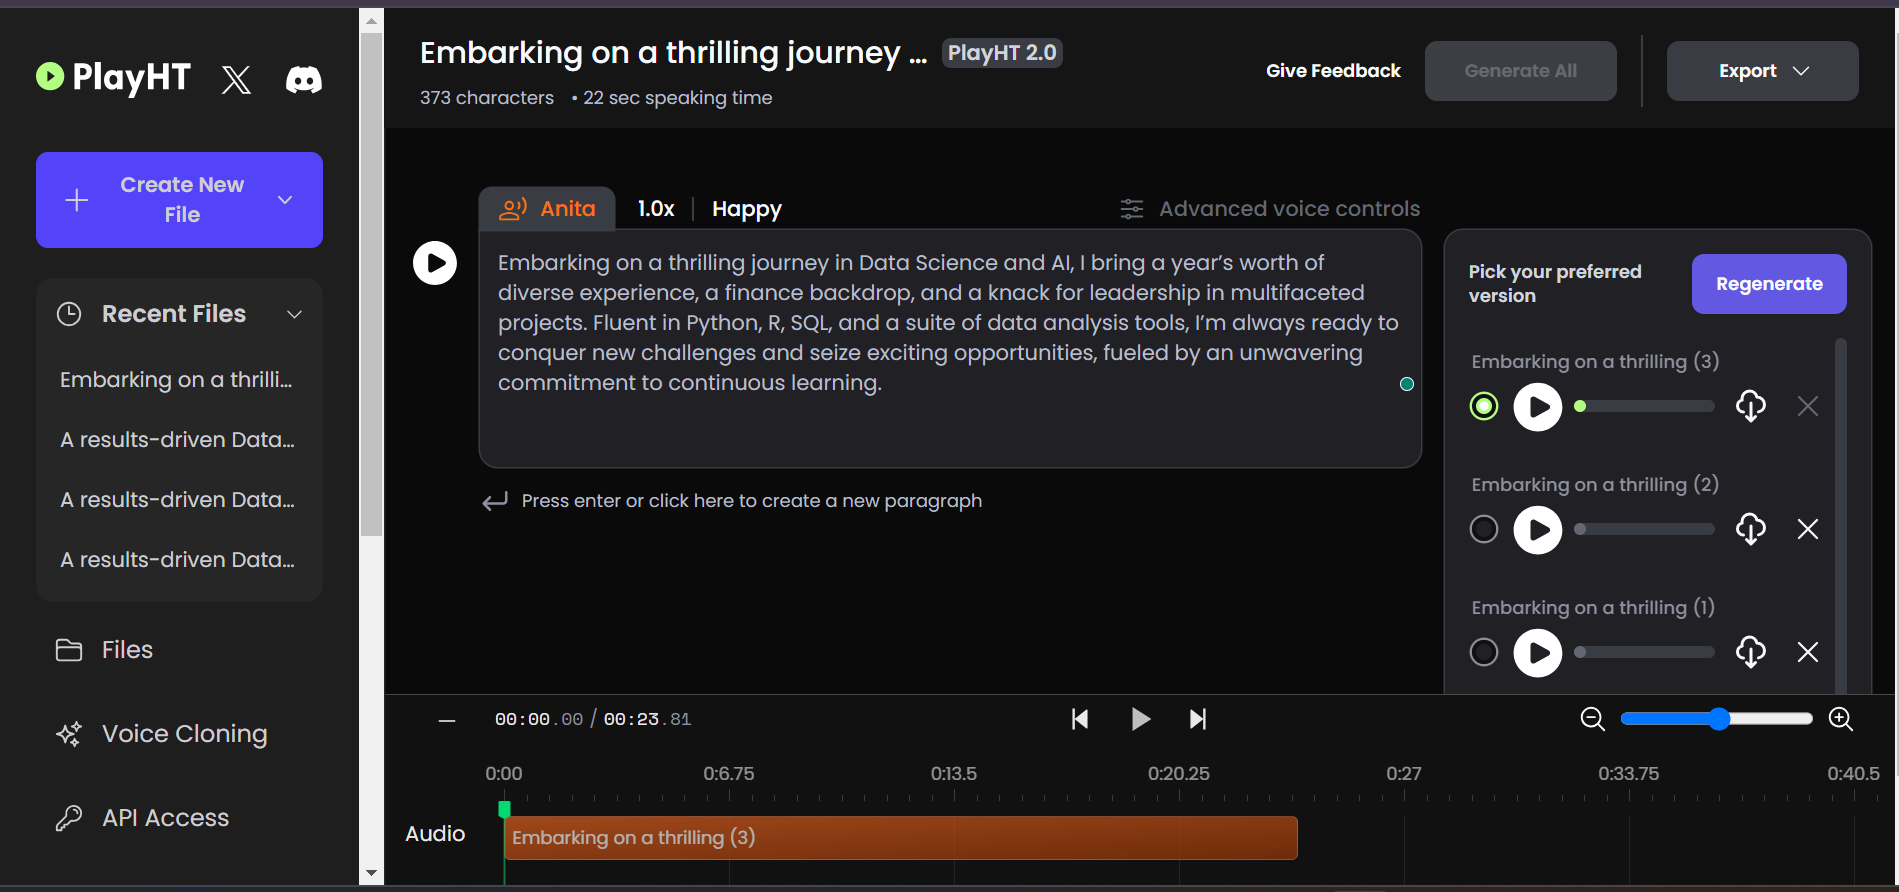 PlayHT
Create New
File
Recent Files
Embarking on a thrilli...
A results-driven Data...
A results-driven Data...
A results-driven Data...
Files
Voice Cloning
API Access
Embarking on a thrilling journey ... PlayHT 2.0
373 characters • 22 sec speaking time
Give Feedback
Generate All
Export
Anita 1.0x Happy
Advanced voice controls
Embarking on a thrilling journey in Data Science and AI, I bring a year’s worth of
diverse experience, a finance backdrop, and a knack for leadership in multifaceted
projects. Fluent in Python, R, SQL, and a suite of data analysis tools, I’m always ready to
conquer new challenges and seize exciting opportunities, fueled by an unwavering
commitment to continuous learning.
Press enter or click here to create a new paragraph
Pick your preferred
version
Regenerate
Embarking on a thrilling (3)
Embarking on a thrilling (2)
Embarking on a thrilling (1)
00:00.00 / 00:23.81
0:00 0:6.75 0:13.5 0:20.25 0:27 0:33.75 0:40.5
Audio
Embarking on a thrilling (3)